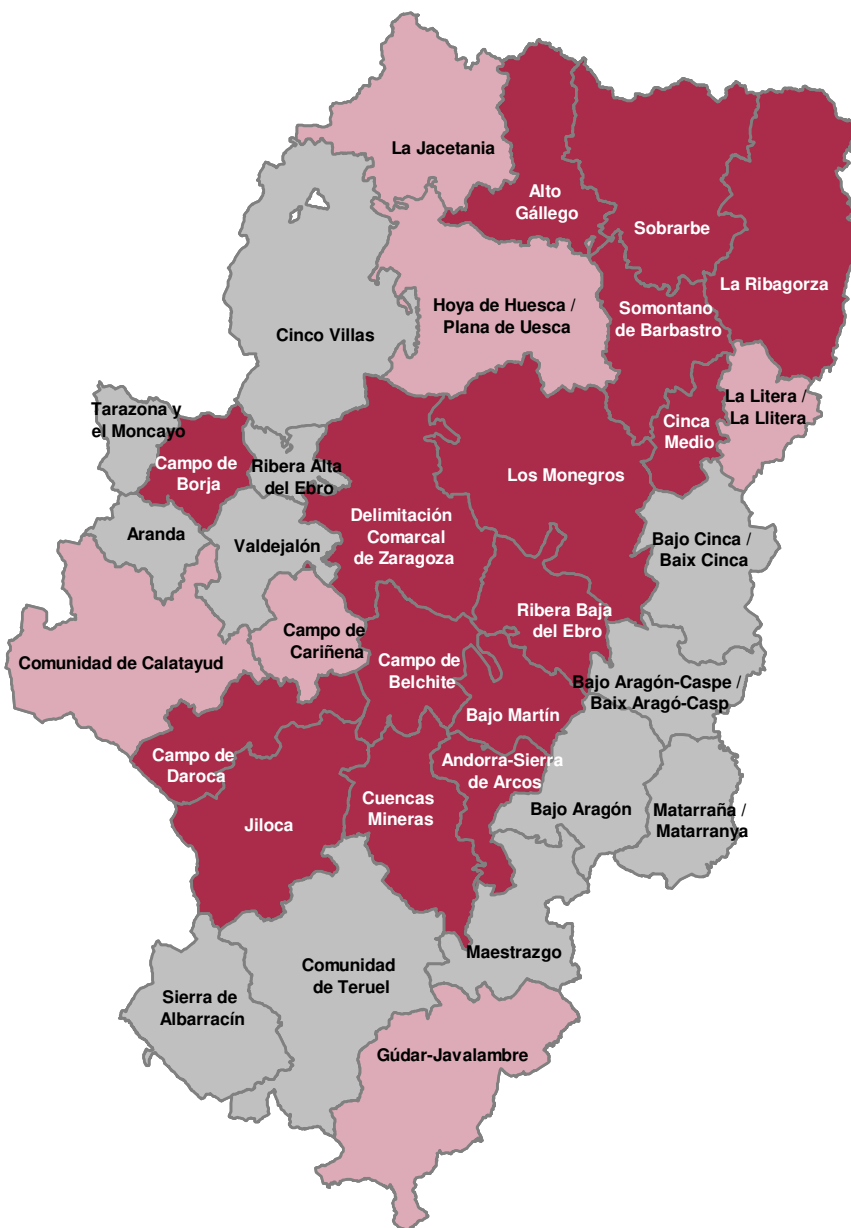 La Jacetania
Alto
Gállego
Sobrarbe
La Ribagorza
Hoya de Huesca /
Plana de Uesca
Somontano
de Barbastro
Cinco Villas
La Litera /
La Llitera
Tarazona y
el Moncayo
Cinca
Medio
Campo de
Borja
Ribera Alta
del Ebro
Los Monegros
Delimitación
Comarcal
de Zaragoza
Aranda
Valdejalón
Bajo Cinca /
Baix Cinca
Ribera Baja
del Ebro
Campo de
Cariñena
Comunidad de Calatayud
Campo de
Belchite
Bajo Aragón-Caspe /
Baix Aragó-Casp
Bajo Martín
Campo de
Daroca
Andorra-Sierra
de Arcos
Cuencas
Mineras
Bajo Aragón
Matarraña /
Matarranya
Jiloca
Maestrazgo
Comunidad
de Teruel
Sierra de
Albarracín
Gúdar-Javalambre